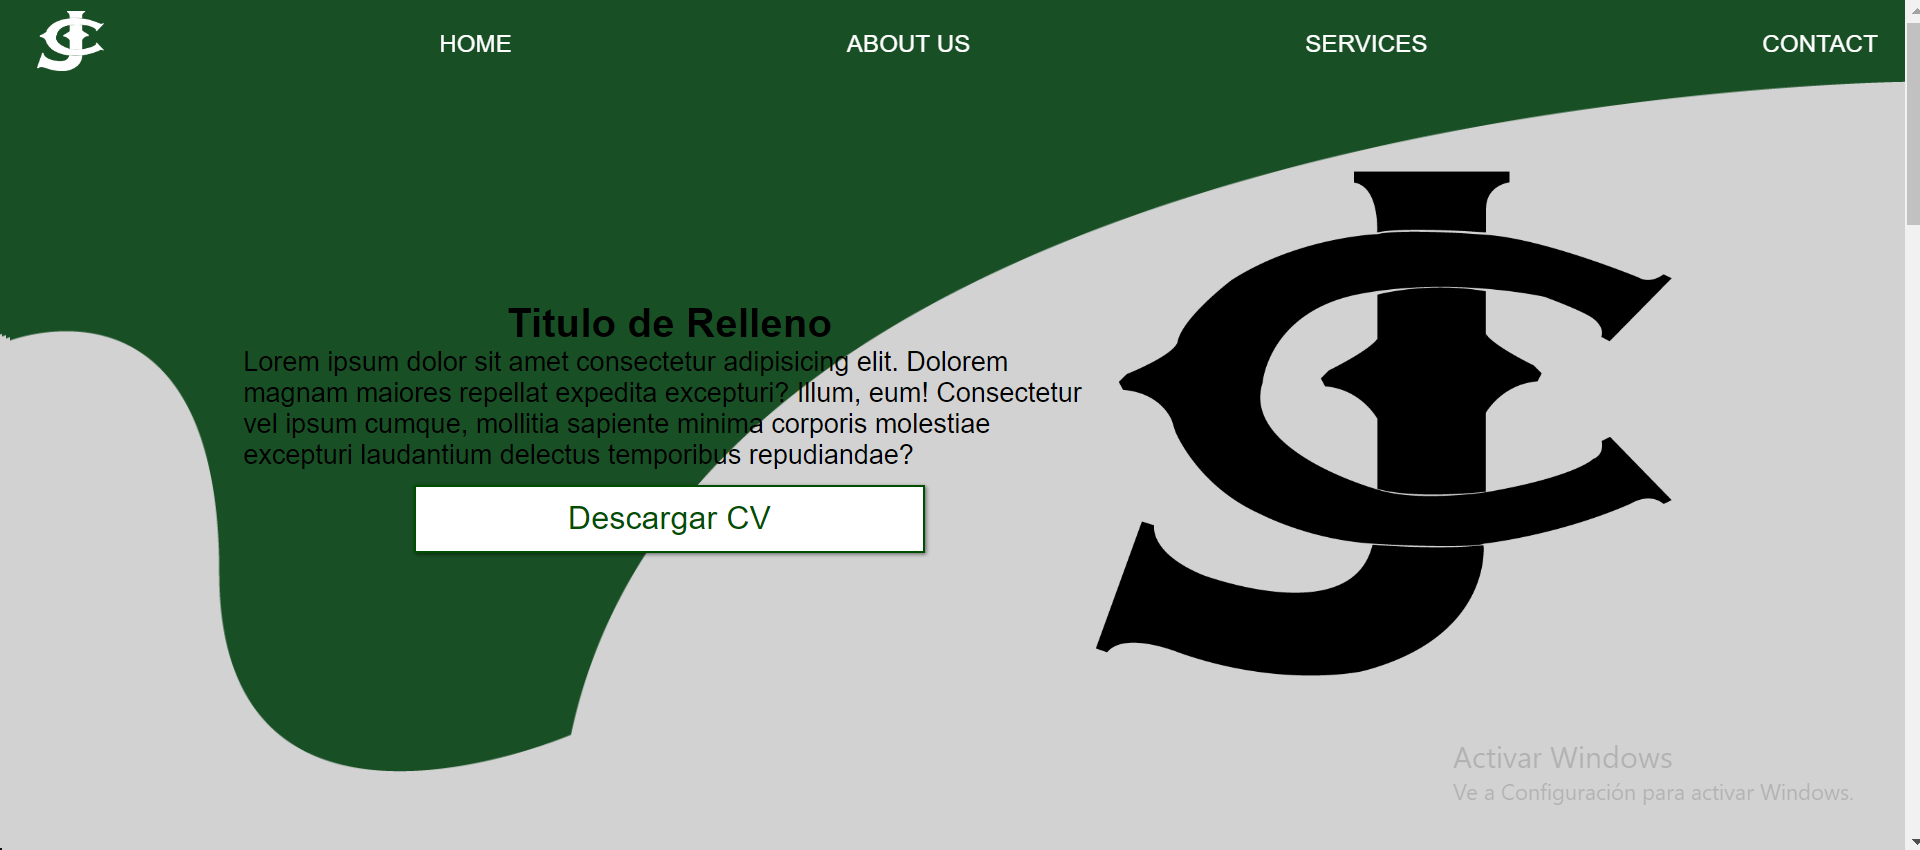 HOME
ABOUT US
SERVICES
CONTACT
Titulo de Relleno
Lorem ipsum dolor sit amet consectetur adipisicing elit. Dolorem
magnam maiores repellat expedita excepturi? Illum, eum! Consectetur
vel ipsum cumque, mollitia sapiente minima corporis molestiae
excepturi laudantium delectus temporibus repudiandae?
Descargar CV
Activar Windows
Ve a Configuración para activar Windows.